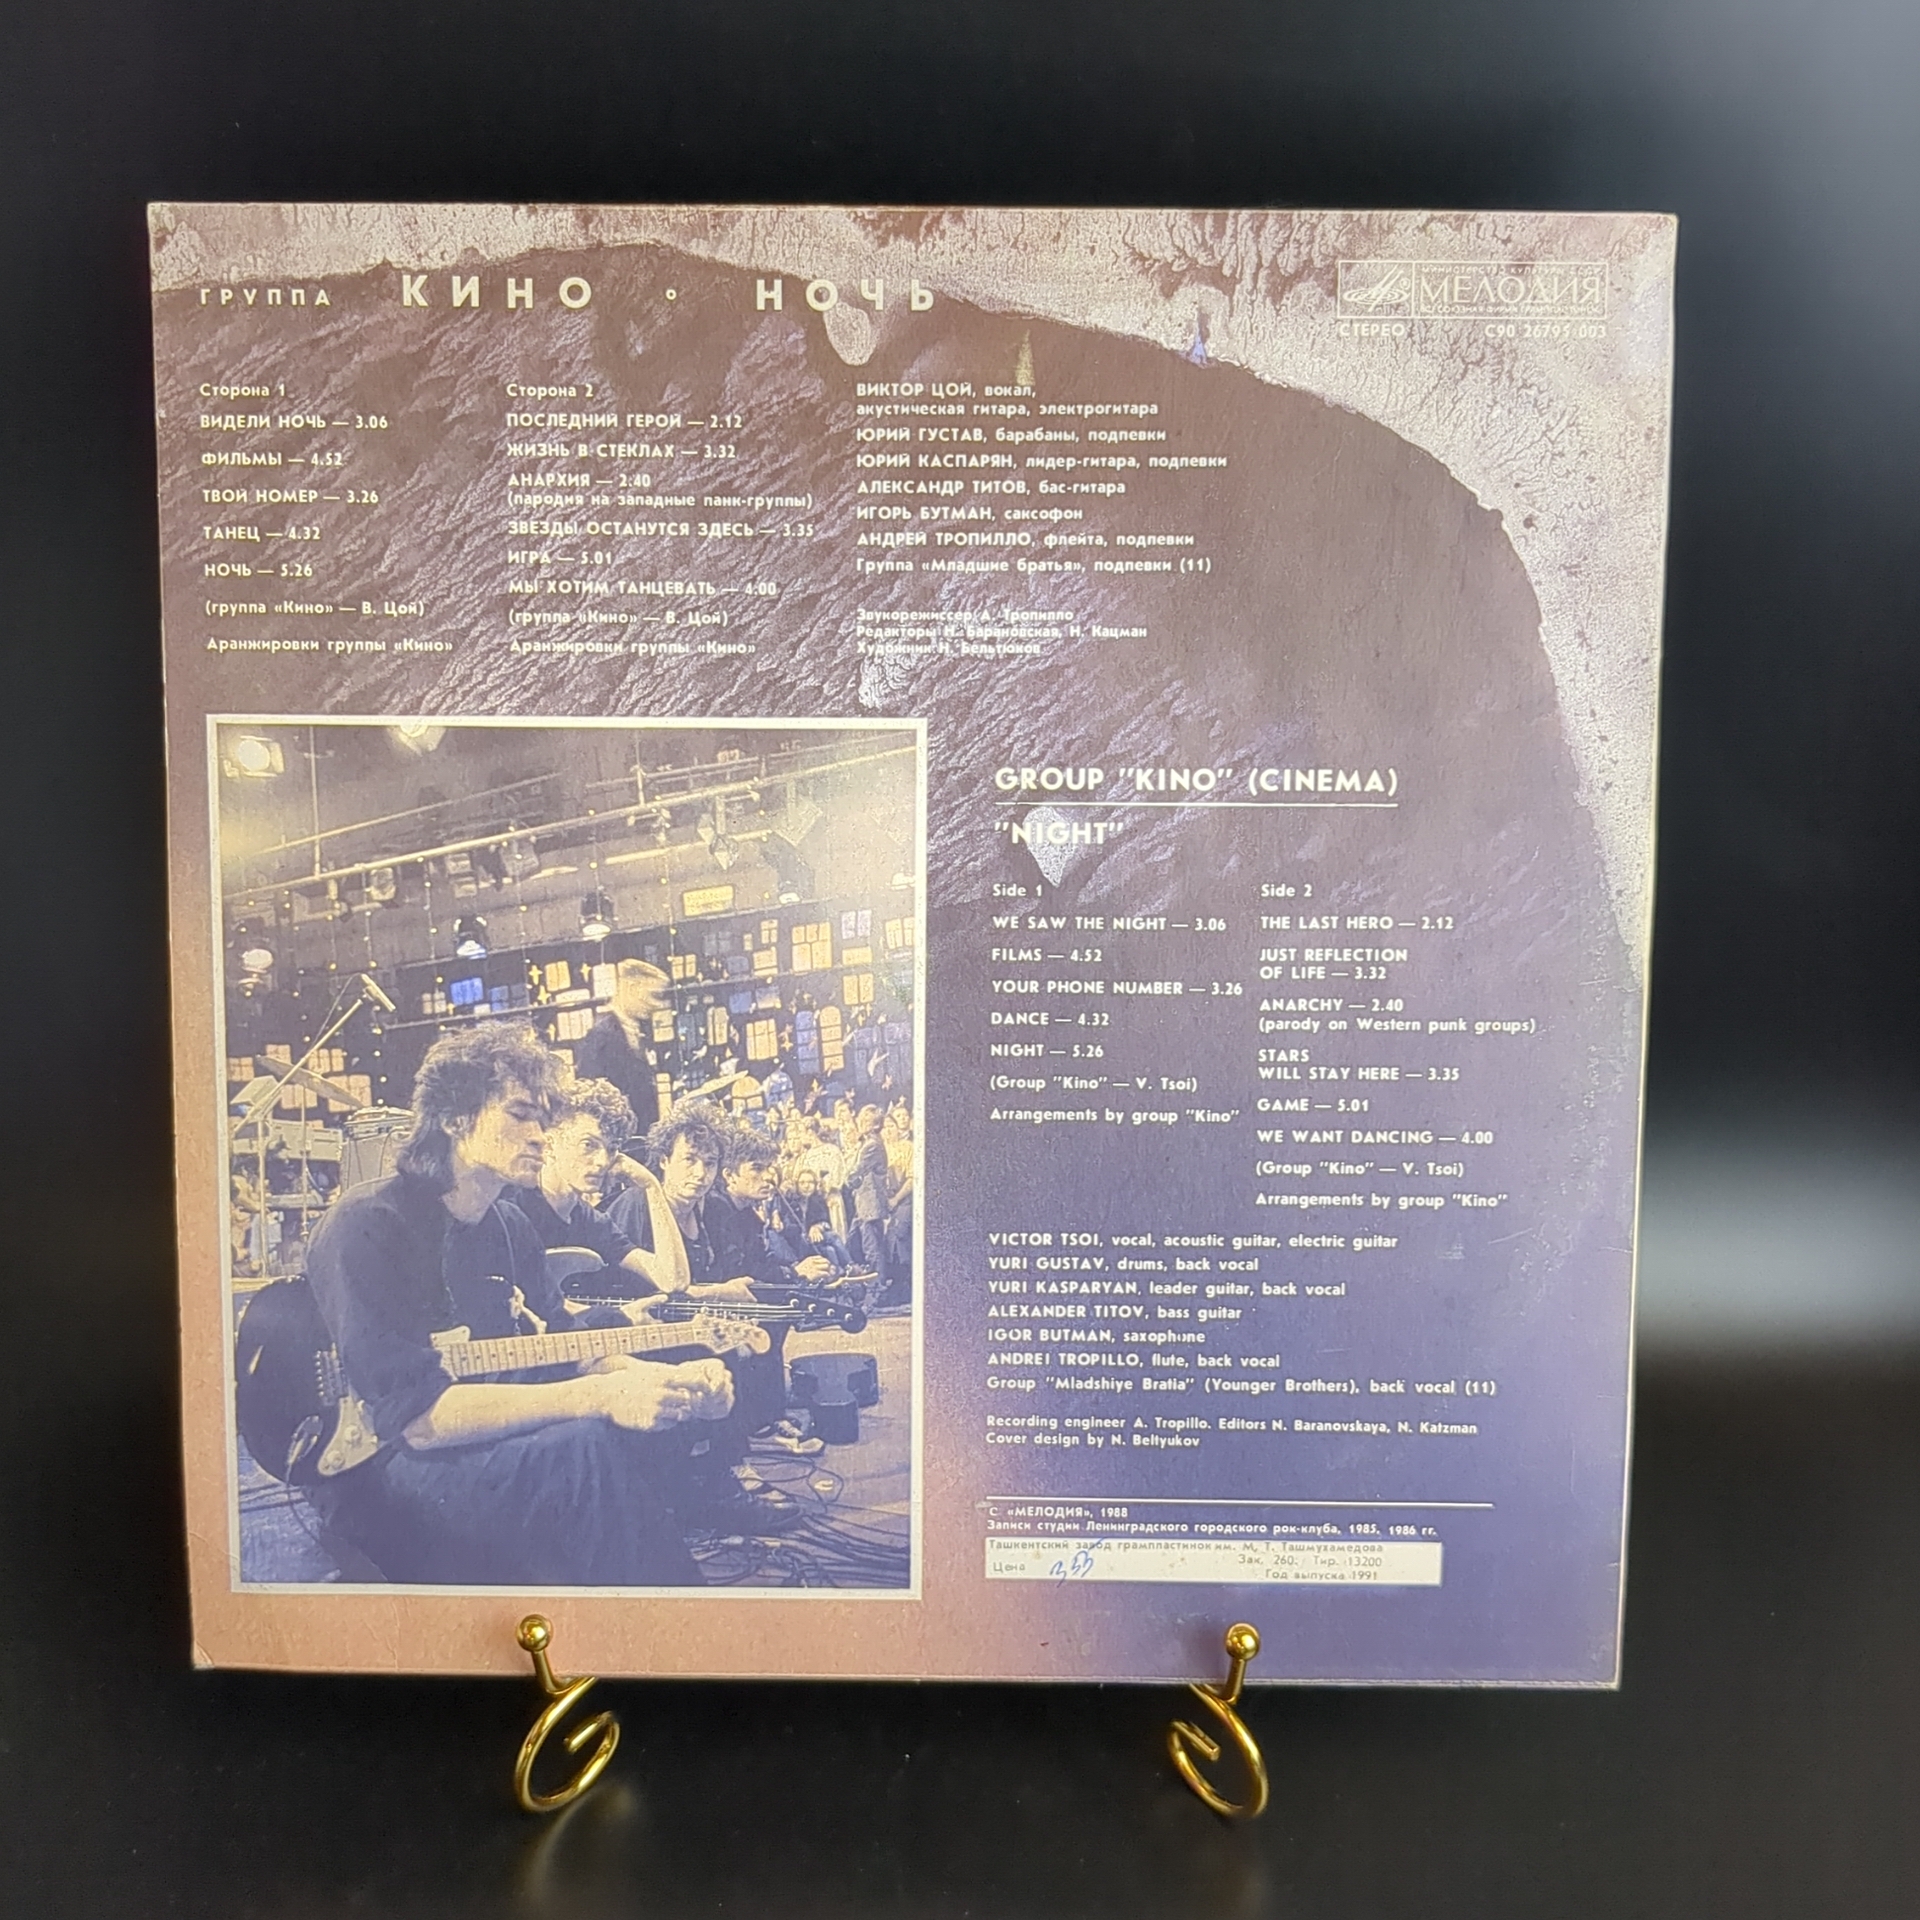 ГРУППА КИНО ° НОЧЬ
МИНИСТЕРСТВО КУЛЬТУРЫ СССР
МЕЛОДИЯ
ВСЕСОЮЗНАЯ ФИРМА ГРАМПЛАСТИНОК
СТЕРЕО С90 26795 003
Сторона 1
ВИДЕЛИ НОЧЬ — 3.06
ФИЛЬМЫ — 4.52
ТВОЙ НОМЕР — 3.26
ТАНЕЦ — 4.32
НОЧЬ — 5.26
(группа «Кино» — В. Цой)
Аранжировки группы «Кино»
Сторона 2
ПОСЛЕДНИЙ ГЕРОЙ — 2.12
ЖИЗНЬ В СТЕКЛАХ — 3.32
АНАРХИЯ — 2.40
(пародия на западные панк-группы)
ЗВЕЗДЫ ОСТАНУТСЯ ЗДЕСЬ — 3.35
ИГРА — 5.01
МЫ ХОТИМ ТАНЦЕВАТЬ — 4.00
(группа «Кино» — В. Цой)
Аранжировки группы «Кино»
ВИКТОР ЦОЙ, вокал,
акустическая гитара, электрогитара
ЮРИЙ ГУСТАВ, барабаны, подпевки
ЮРИЙ КАСПАРЯН, лидер-гитара, подпевки
АЛЕКСАНДР ТИТОВ, бас-гитара
ИГОРЬ БУТМАН, саксофон
АНДРЕЙ ТРОПИЛЛО, флейта, подпевки
Группа «Младшие братья», подпевки (11)
Звукорежиссер А. Тропилло
Редакторы Н. Барановская, Н. Кацман
Художник Н. Бельтюков
GROUP "KINO" (CINEMA)
"NIGHT"
Side 1
WE SAW THE NIGHT — 3.06
FILMS — 4.52
YOUR PHONE NUMBER — 3.26
DANCE — 4.32
NIGHT — 5.26
(Group "Kino" — V. Tsoi)
Arrangements by group "Kino"
Side 2
THE LAST HERO — 2.12
JUST REFLECTION
OF LIFE — 3.32
ANARCHY — 2.40
(parody on Western punk groups)
STARS
WILL STAY HERE — 3.35
GAME — 5.01
WE WANT DANCING — 4.00
(Group "Kino" — V. Tsoi)
Arrangements by group "Kino"
VICTOR TSOI, vocal, acoustic guitar, electric guitar
YURI GUSTAV, drums, back vocal
YURI KASPARYAN, leader guitar, back vocal
ALEXANDER TITOV, bass guitar
IGOR BUTMAN, saxophone
ANDREI TROPILLO, flute, back vocal
Group "Mladshiye Bratia" (Younger Brothers), back vocal (11)
Recording engineer A. Tropillo. Editors N. Baranovskaya, N. Katzman
Cover design by N. Beltyukov
С «МЕЛОДИЯ», 1988
Записи студии Ленинградского городского рок-клуба, 1985, 1986 гг.
Ташкентский завод грампластинок им. М. Т. Ташмухамедова
Цена Зак. 260. Тир. 13200
Год выпуска 1991